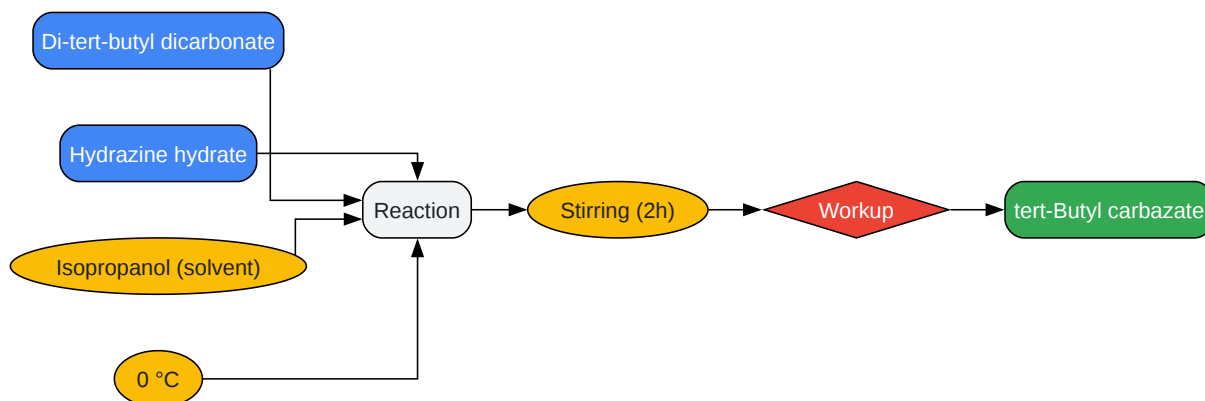 Di-tert-butyl dicarbonate
Hydrazine hydrate
Isopropanol (solvent)
0 °C
Reaction
Stirring (2h)
Workup
tert-Butyl carbazate